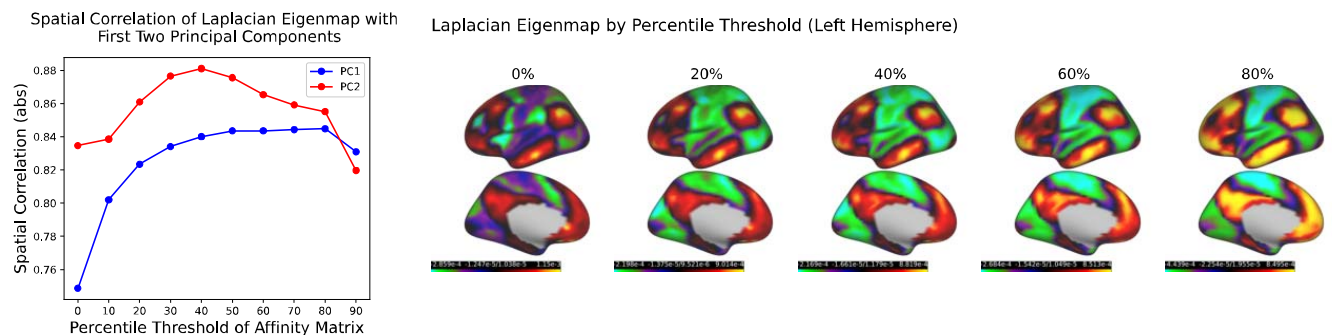 Spatial Correlation of Laplacian Eigenmap with
First Two Principal Components
Spatial Correlation (abs)
0.88
0.86
0.84
0.82
0.80
0.78
0.76
PC1
PC2
0 10 20 30 40 50 60 70 80 90
Percentile Threshold of Affinity Matrix
Laplacian Eigenmap by Percentile Threshold (Left Hemisphere)
0% 20% 40% 60% 80%